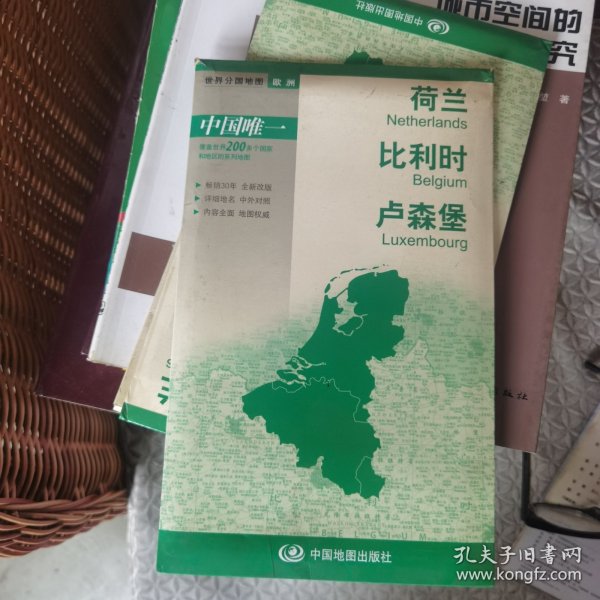 中国地图出版社
城市空间的
究
著
世界分国地图 欧洲
中国唯一
覆盖世界200多个国家
和地区的系列地图
▶ 畅销30年 全新改版
▶ 详细地名 中外对照
▶ 内容全面 地图权威
荷兰
Netherlands
比利时
Belgium
卢森堡
Luxembourg
BELGIUM
中国地图出版社
出版社
孔夫子旧书网
www.kongfz.com